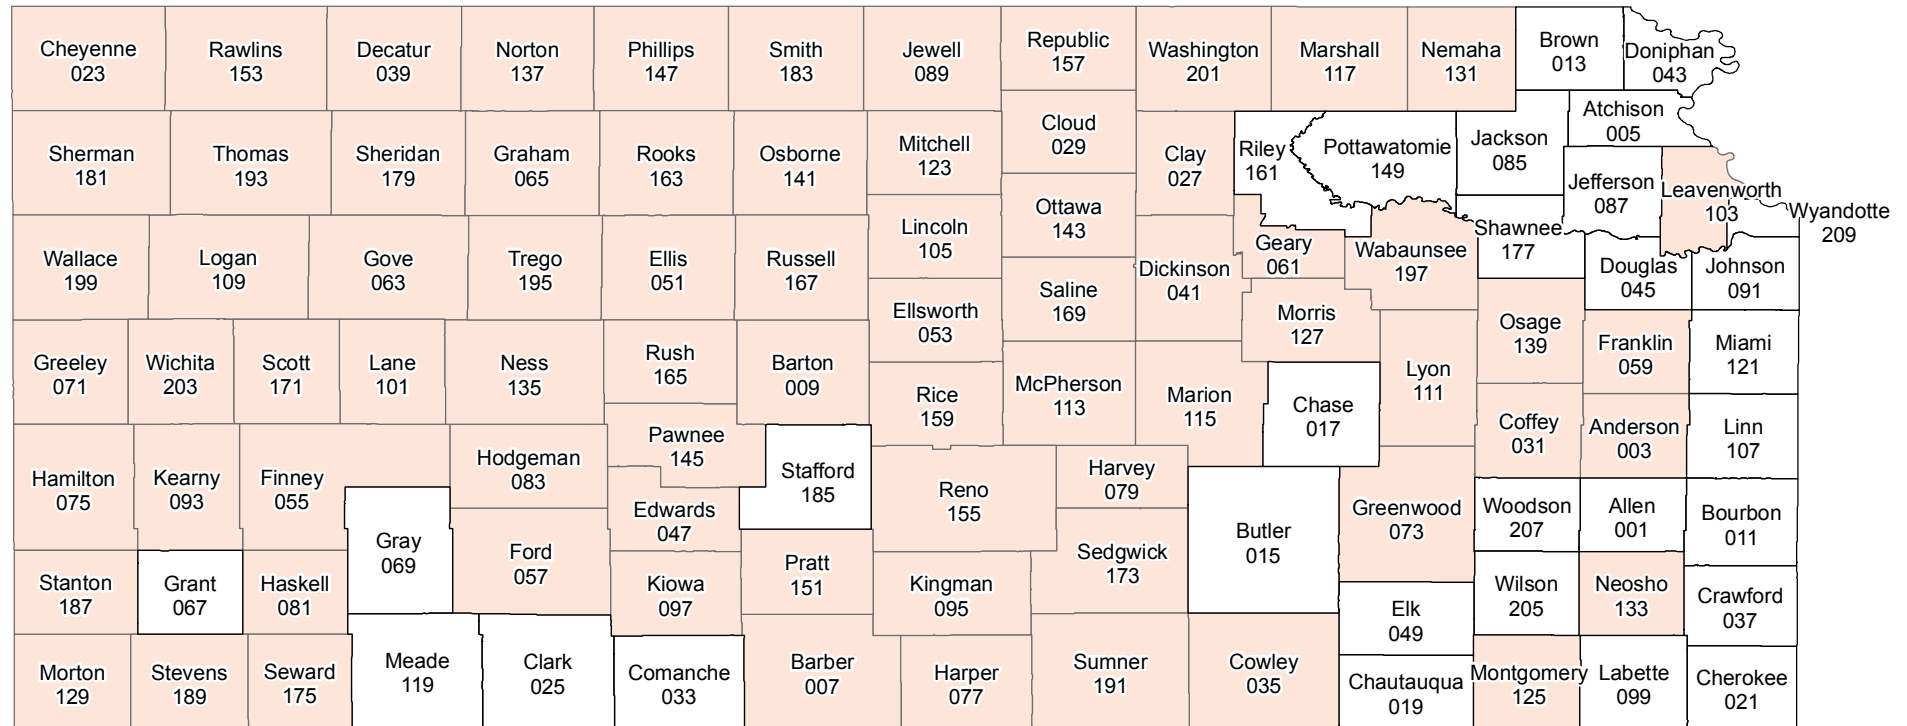 Cheyenne
023
Rawlins
153
Decatur
039
Norton
137
Phillips
147
Smith
183
Jewell
089
Republic
157
Washington
201
Marshall
117
Nemaha
131
Brown
013
Doniphan
043
Sherman
181
Thomas
193
Sheridan
179
Graham
065
Rooks
163
Osborne
141
Mitchell
123
Cloud
029
Clay
027
Riley
161
Pottawatomie
149
Jackson
085
Atchison
005
Jefferson
087
Leavenworth
103
Wyandotte
209
Wallace
199
Logan
109
Gove
063
Trego
195
Ellis
051
Russell
167
Lincoln
105
Ottawa
143
Dickinson
041
Geary
061
Wabaunsee
197
Shawnee
177
Douglas
045
Johnson
091
Ellsworth
053
Saline
169
Morris
127
Osage
139
Franklin
059
Miami
121
Greeley
071
Wichita
203
Scott
171
Lane
101
Ness
135
Rush
165
Barton
009
Rice
159
McPherson
113
Marion
115
Chase
017
Lyon
111
Coffey
031
Anderson
003
Linn
107
Hamilton
075
Kearny
093
Finney
055
Hodgeman
083
Pawnee
145
Stafford
185
Reno
155
Harvey
079
Butler
015
Greenwood
073
Woodson
207
Allen
001
Bourbon
011
Gray
069
Ford
057
Edwards
047
Pratt
151
Sedgwick
173
Stanton
187
Grant
067
Haskell
081
Kiowa
097
Kingman
095
Elk
049
Wilson
205
Neosho
133
Crawford
037
Morton
129
Stevens
189
Seward
175
Meade
119
Clark
025
Comanche
033
Barber
007
Harper
077
Sumner
191
Cowley
035
Chautauqua
019
Montgomery
125
Labette
099
Cherokee
021